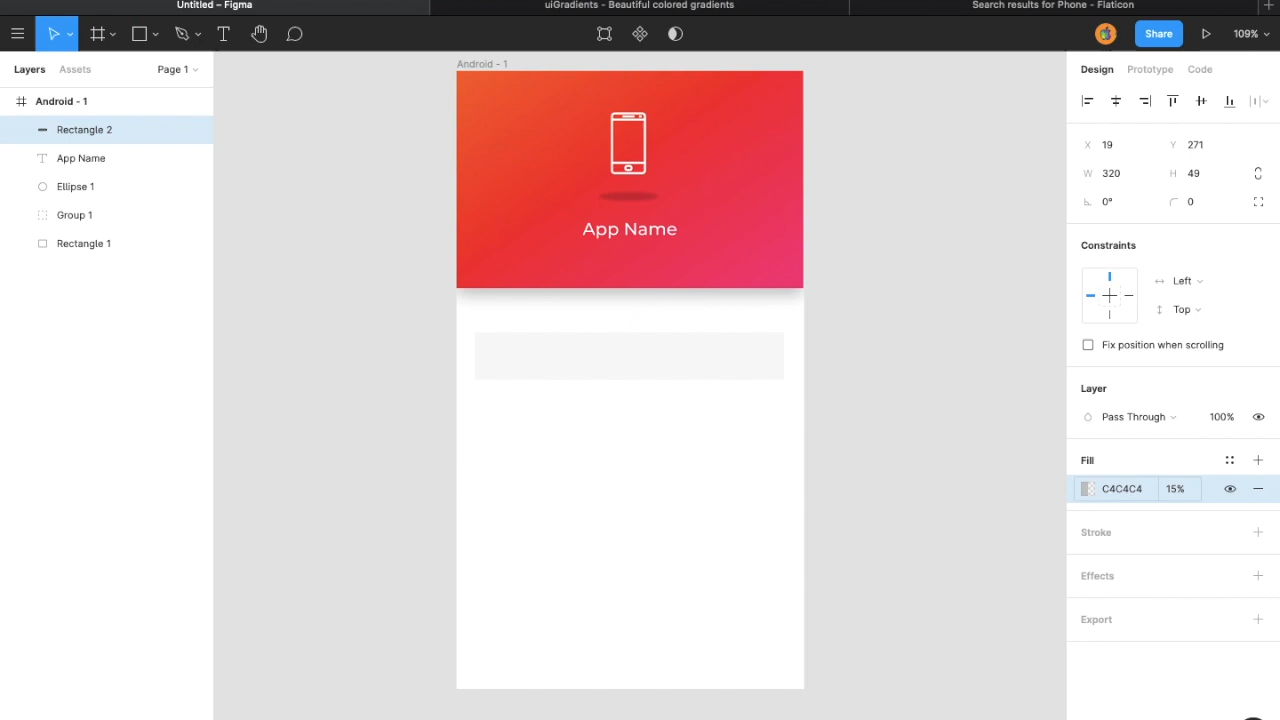 Untitled – Figma
uiGradients - Beautiful colored gradients
Search results for Phone - Flaticon
Share
109%
Layers
Assets
Page 1
Design
Prototype
Code
Android - 1
Rectangle 2
App Name
Ellipse 1
Group 1
Rectangle 1
Android - 1
App Name
X 19
Y 271
W 320
H 49
0°
0
Constraints
Left
Top
Fix position when scrolling
Layer
Pass Through
100%
Fill
C4C4C4
15%
Stroke
Effects
Export